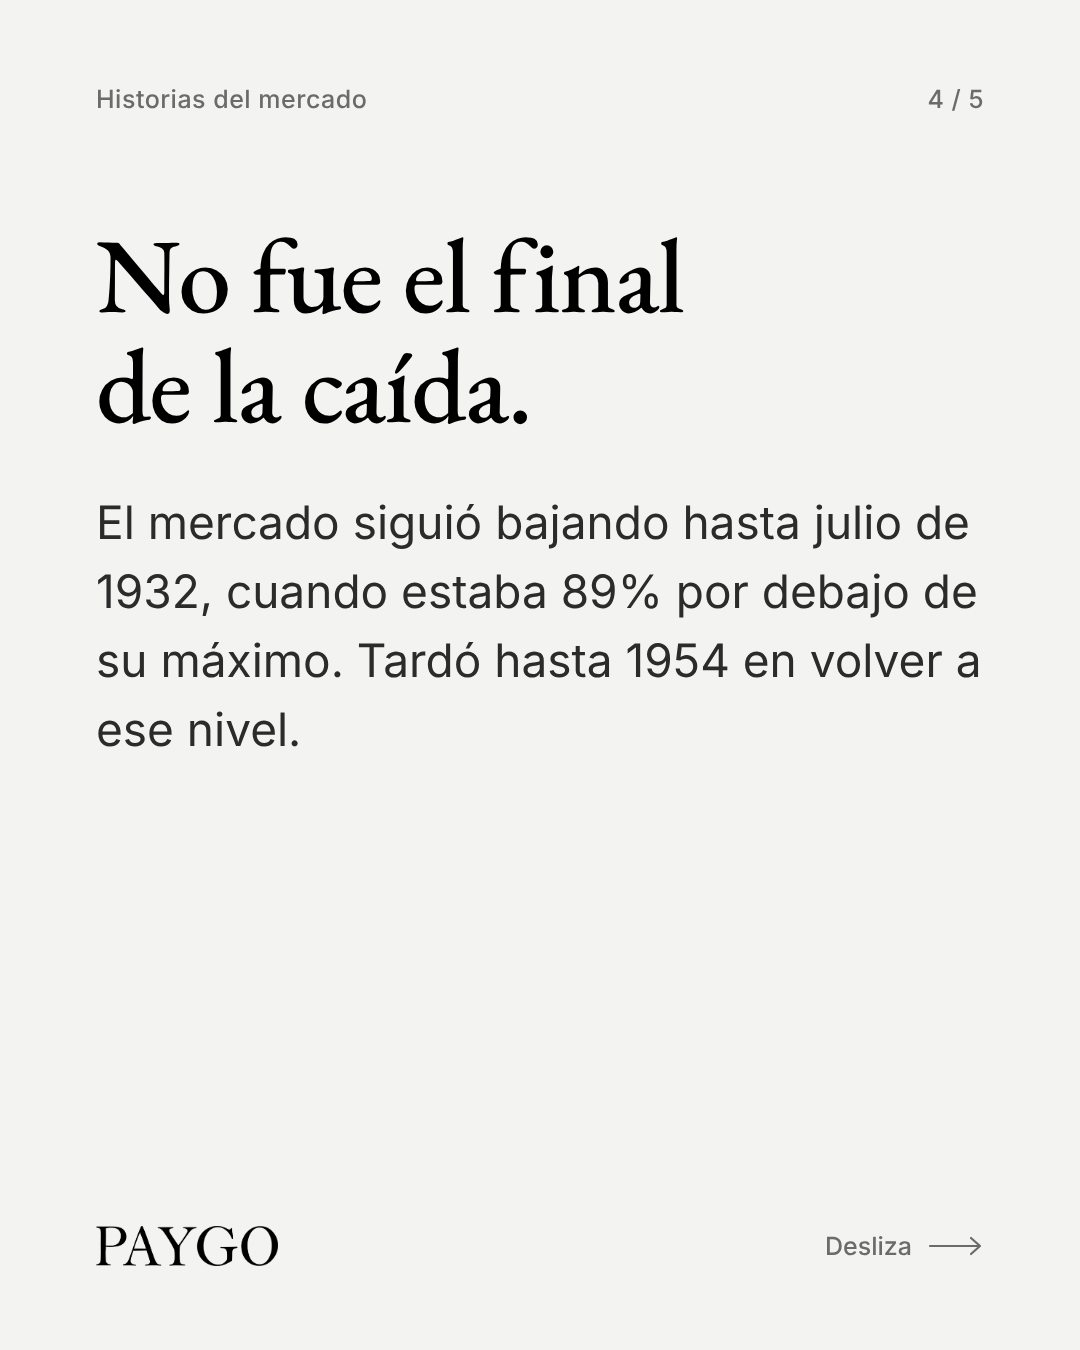 Historias del mercado
4 / 5
No fue el final
de la caída.
El mercado siguió bajando hasta julio de
1932, cuando estaba 89% por debajo de
su máximo. Tardó hasta 1954 en volver a
ese nivel.
PAYGO
Desliza →